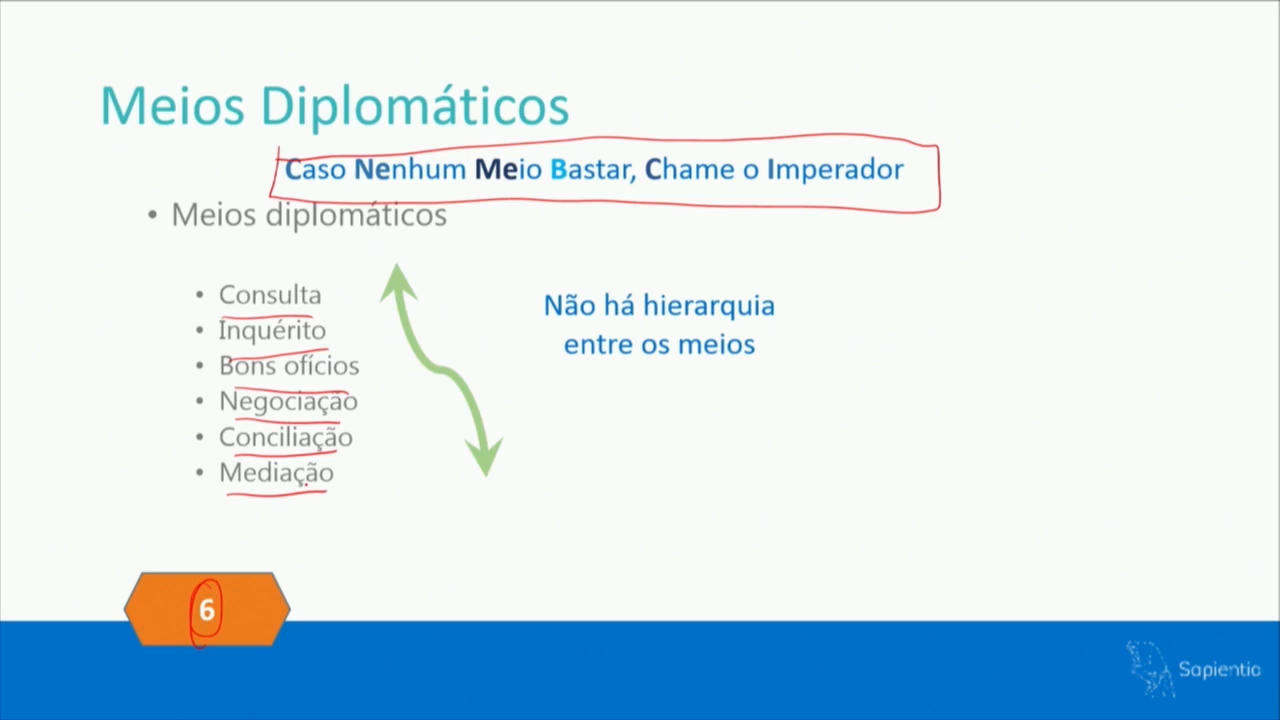 Meios Diplomáticos
Caso Nenhum Meio Bastar, Chame o Imperador
• Meios diplomáticos
• Consulta
• Inquérito
• Bons ofícios
• Negociação
• Conciliação
• Mediação
Não há hierarquia
entre os meios
6
Sapientia